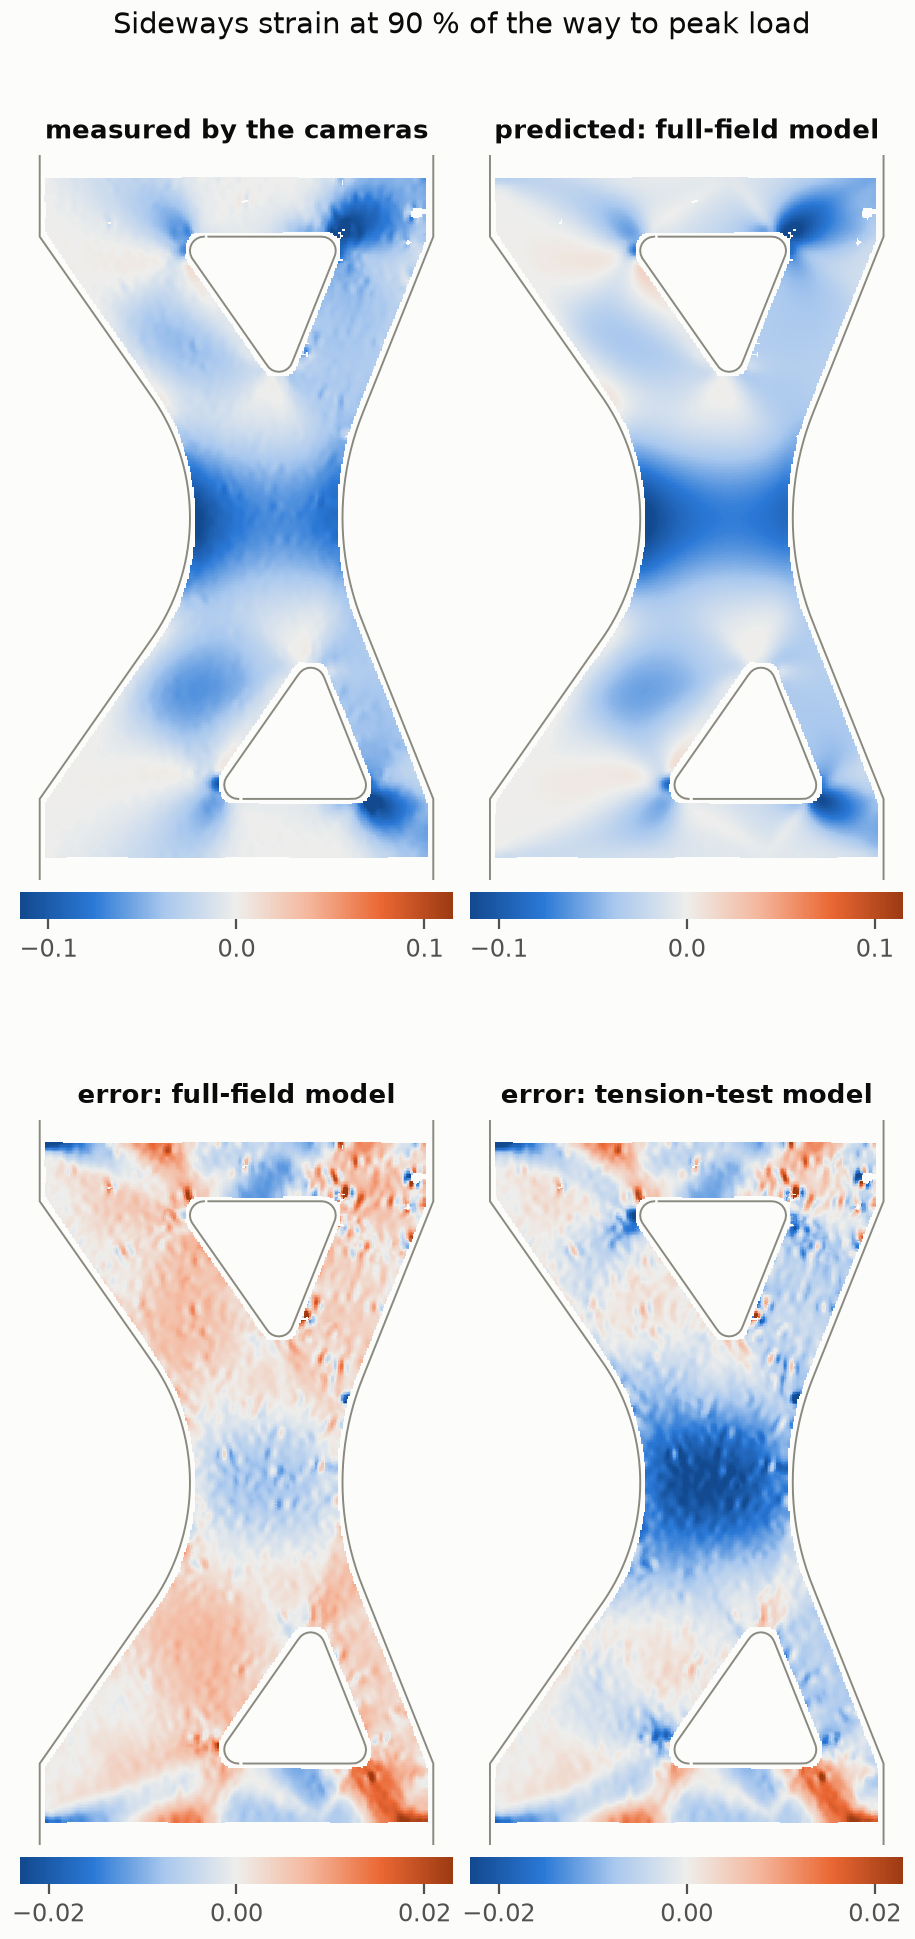 Sideways strain at 90 % of the way to peak load
measured by the cameras
predicted: full-field model
−0.1 0.0 0.1
−0.1 0.0 0.1
error: full-field model
error: tension-test model
−0.02 0.00 0.02
−0.02 0.00 0.02